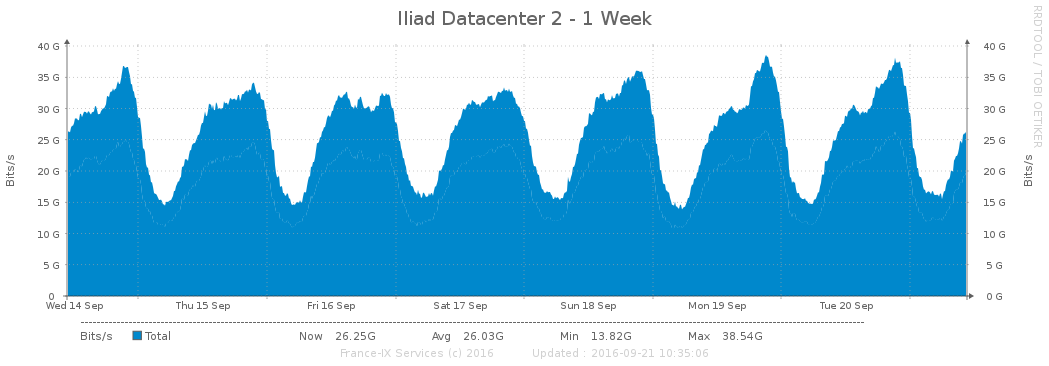 Iliad Datacenter 2 - 1 Week
RRDTOOL / TOBI OETIKER
40 G 40 G
35 G 35 G
30 G 30 G
25 G 25 G
20 G 20 G
15 G 15 G
10 G 10 G
5 G 5 G
0 0 G
Bits/s
Bits/s
Wed 14 Sep Thu 15 Sep Fri 16 Sep Sat 17 Sep Sun 18 Sep Mon 19 Sep Tue 20 Sep
Bits/s Total Now 26.25G Avg 26.03G Min 13.82G Max 38.54G
France-IX Services (c) 2016 Updated : 2016-09-21 10:35:06